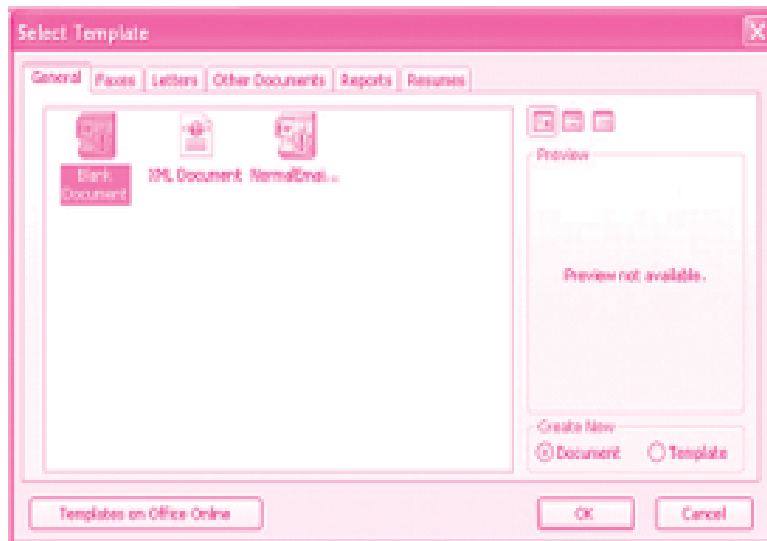 Select Template
General Faxes Letters Other Documents Reports Resumes
Blank Document XML Document NormalEmai...
Preview
Preview not available.
Create New
Document Template
Templates on Office Online OK Cancel